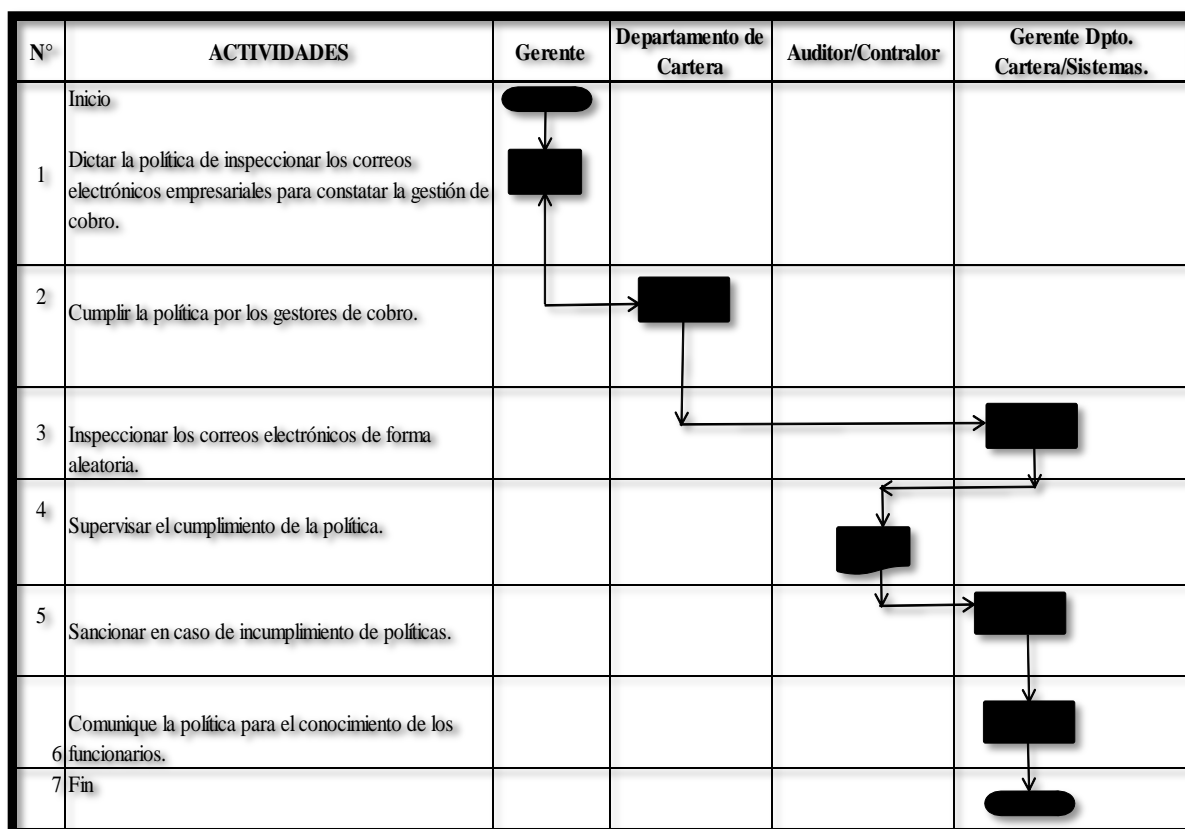 N°
ACTIVIDADES
Gerente
Departamento de
Cartera
Auditor/Contralor
Gerente Dpto.
Cartera/Sistemas.
Inicio
1
Dictar la política de inspeccionar los correos
electrónicos empresariales para constatar la gestión de
cobro.
2
Cumplir la política por los gestores de cobro.
3
Inspeccionar los correos electrónicos de forma
aleatoria.
4
Supervisar el cumplimiento de la política.
5
Sancionar en caso de incumplimiento de políticas.
Comunique la política para el conocimiento de los
6 funcionarios.
7 Fin